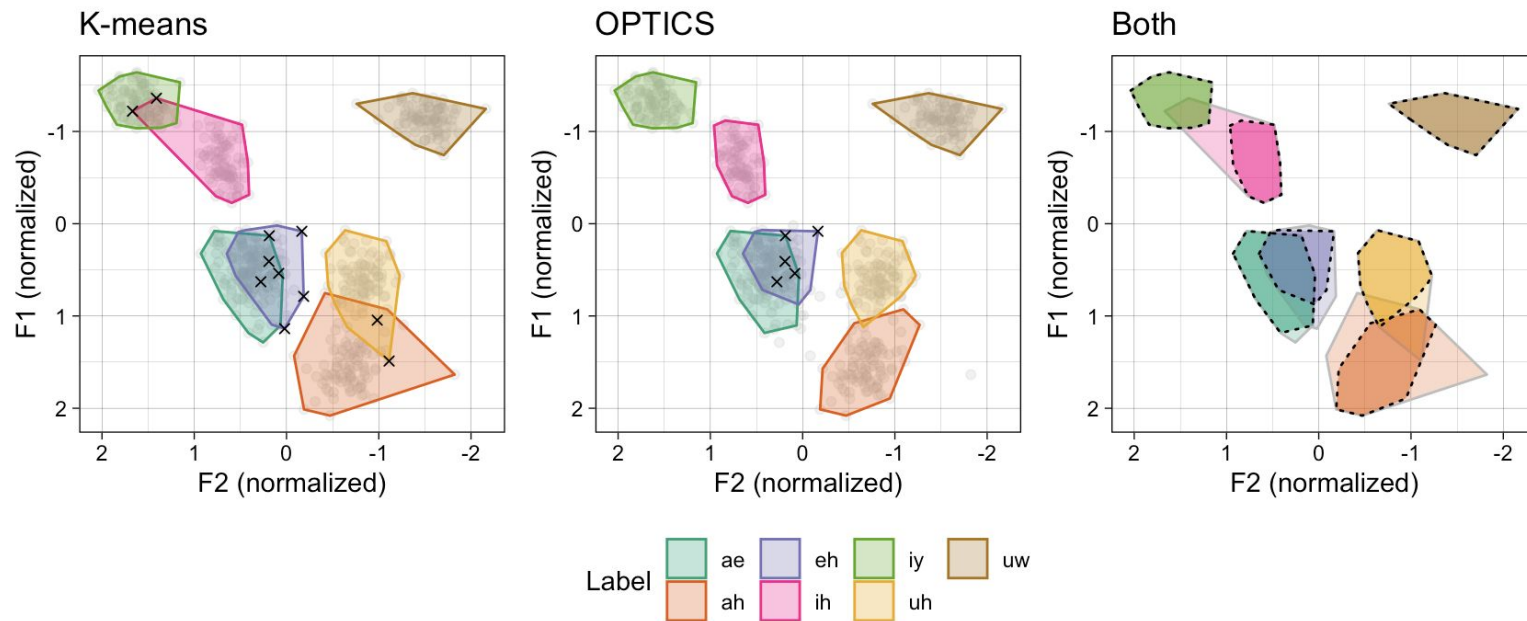 K-means
OPTICS
Both
F1 (normalized)
-1
0
1
2
2
1
0
-1
-2
F2 (normalized)
F1 (normalized)
-1
0
1
2
2
1
0
-1
-2
F2 (normalized)
F1 (normalized)
-1
0
1
2
2
1
0
-1
-2
F2 (normalized)
Label
ae
eh
iy
uw
ah
ih
uh